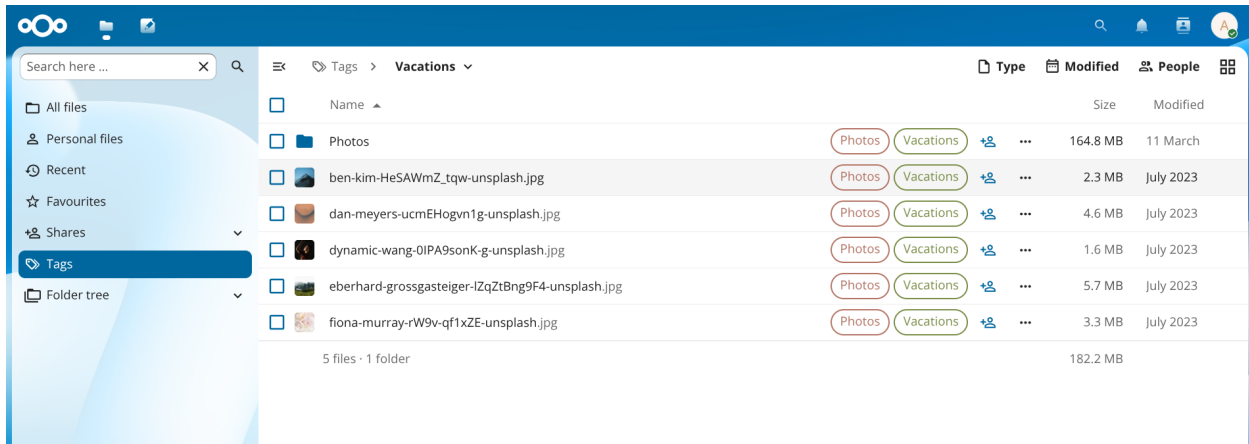 A
Search here ...
Tags > Vacations
Type Modified People
All files
Personal files
Recent
Favourites
Shares
Tags
Folder tree
Name Size Modified
Photos Photos Vacations 164.8 MB 11 March
ben-kim-HeSAWmZ_tqw-unsplash.jpg Photos Vacations 2.3 MB July 2023
dan-meyers-ucmEHogvn1g-unsplash.jpg Photos Vacations 4.6 MB July 2023
dynamic-wang-0IPA9sonK-g-unsplash.jpg Photos Vacations 1.6 MB July 2023
eberhard-grossgasteiger-lZqZtBng9F4-unsplash.jpg Photos Vacations 5.7 MB July 2023
fiona-murray-rW9v-qf1xZE-unsplash.jpg Photos Vacations 3.3 MB July 2023
5 files · 1 folder 182.2 MB